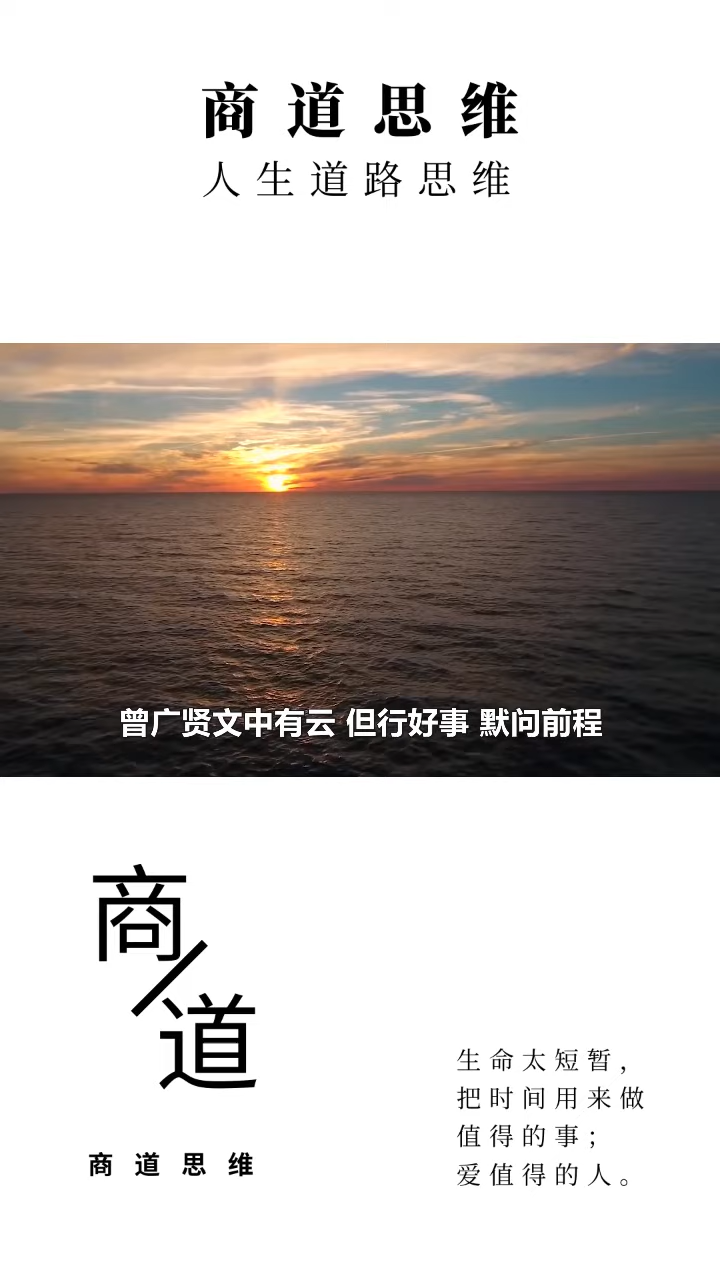 商道思维
人生道路思维
曾广贤文中有云 但行好事 默问前程
商/道
商道思维
生命太短暂，
把时间用来做
值得的事；
爱值得的人。